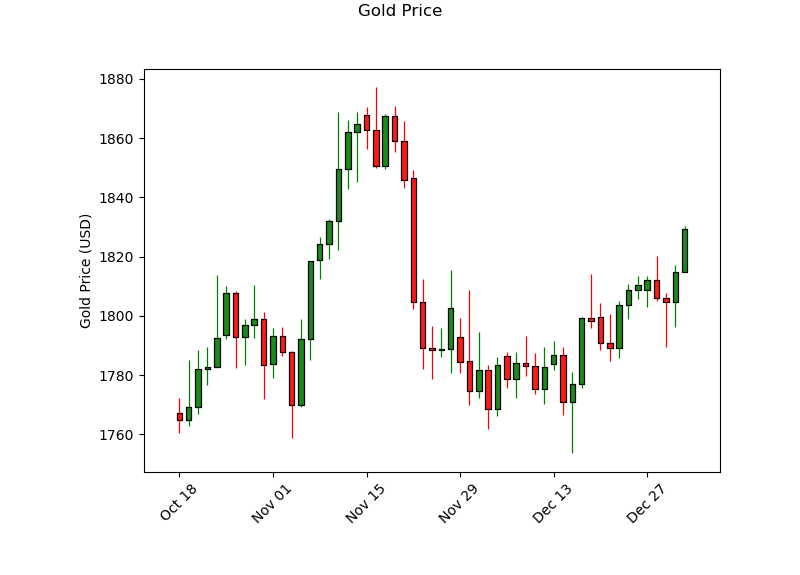 Gold Price
Gold Price (USD)
1880
1860
1840
1820
1800
1780
1760
Oct 18
Nov 01
Nov 15
Nov 29
Dec 13
Dec 27